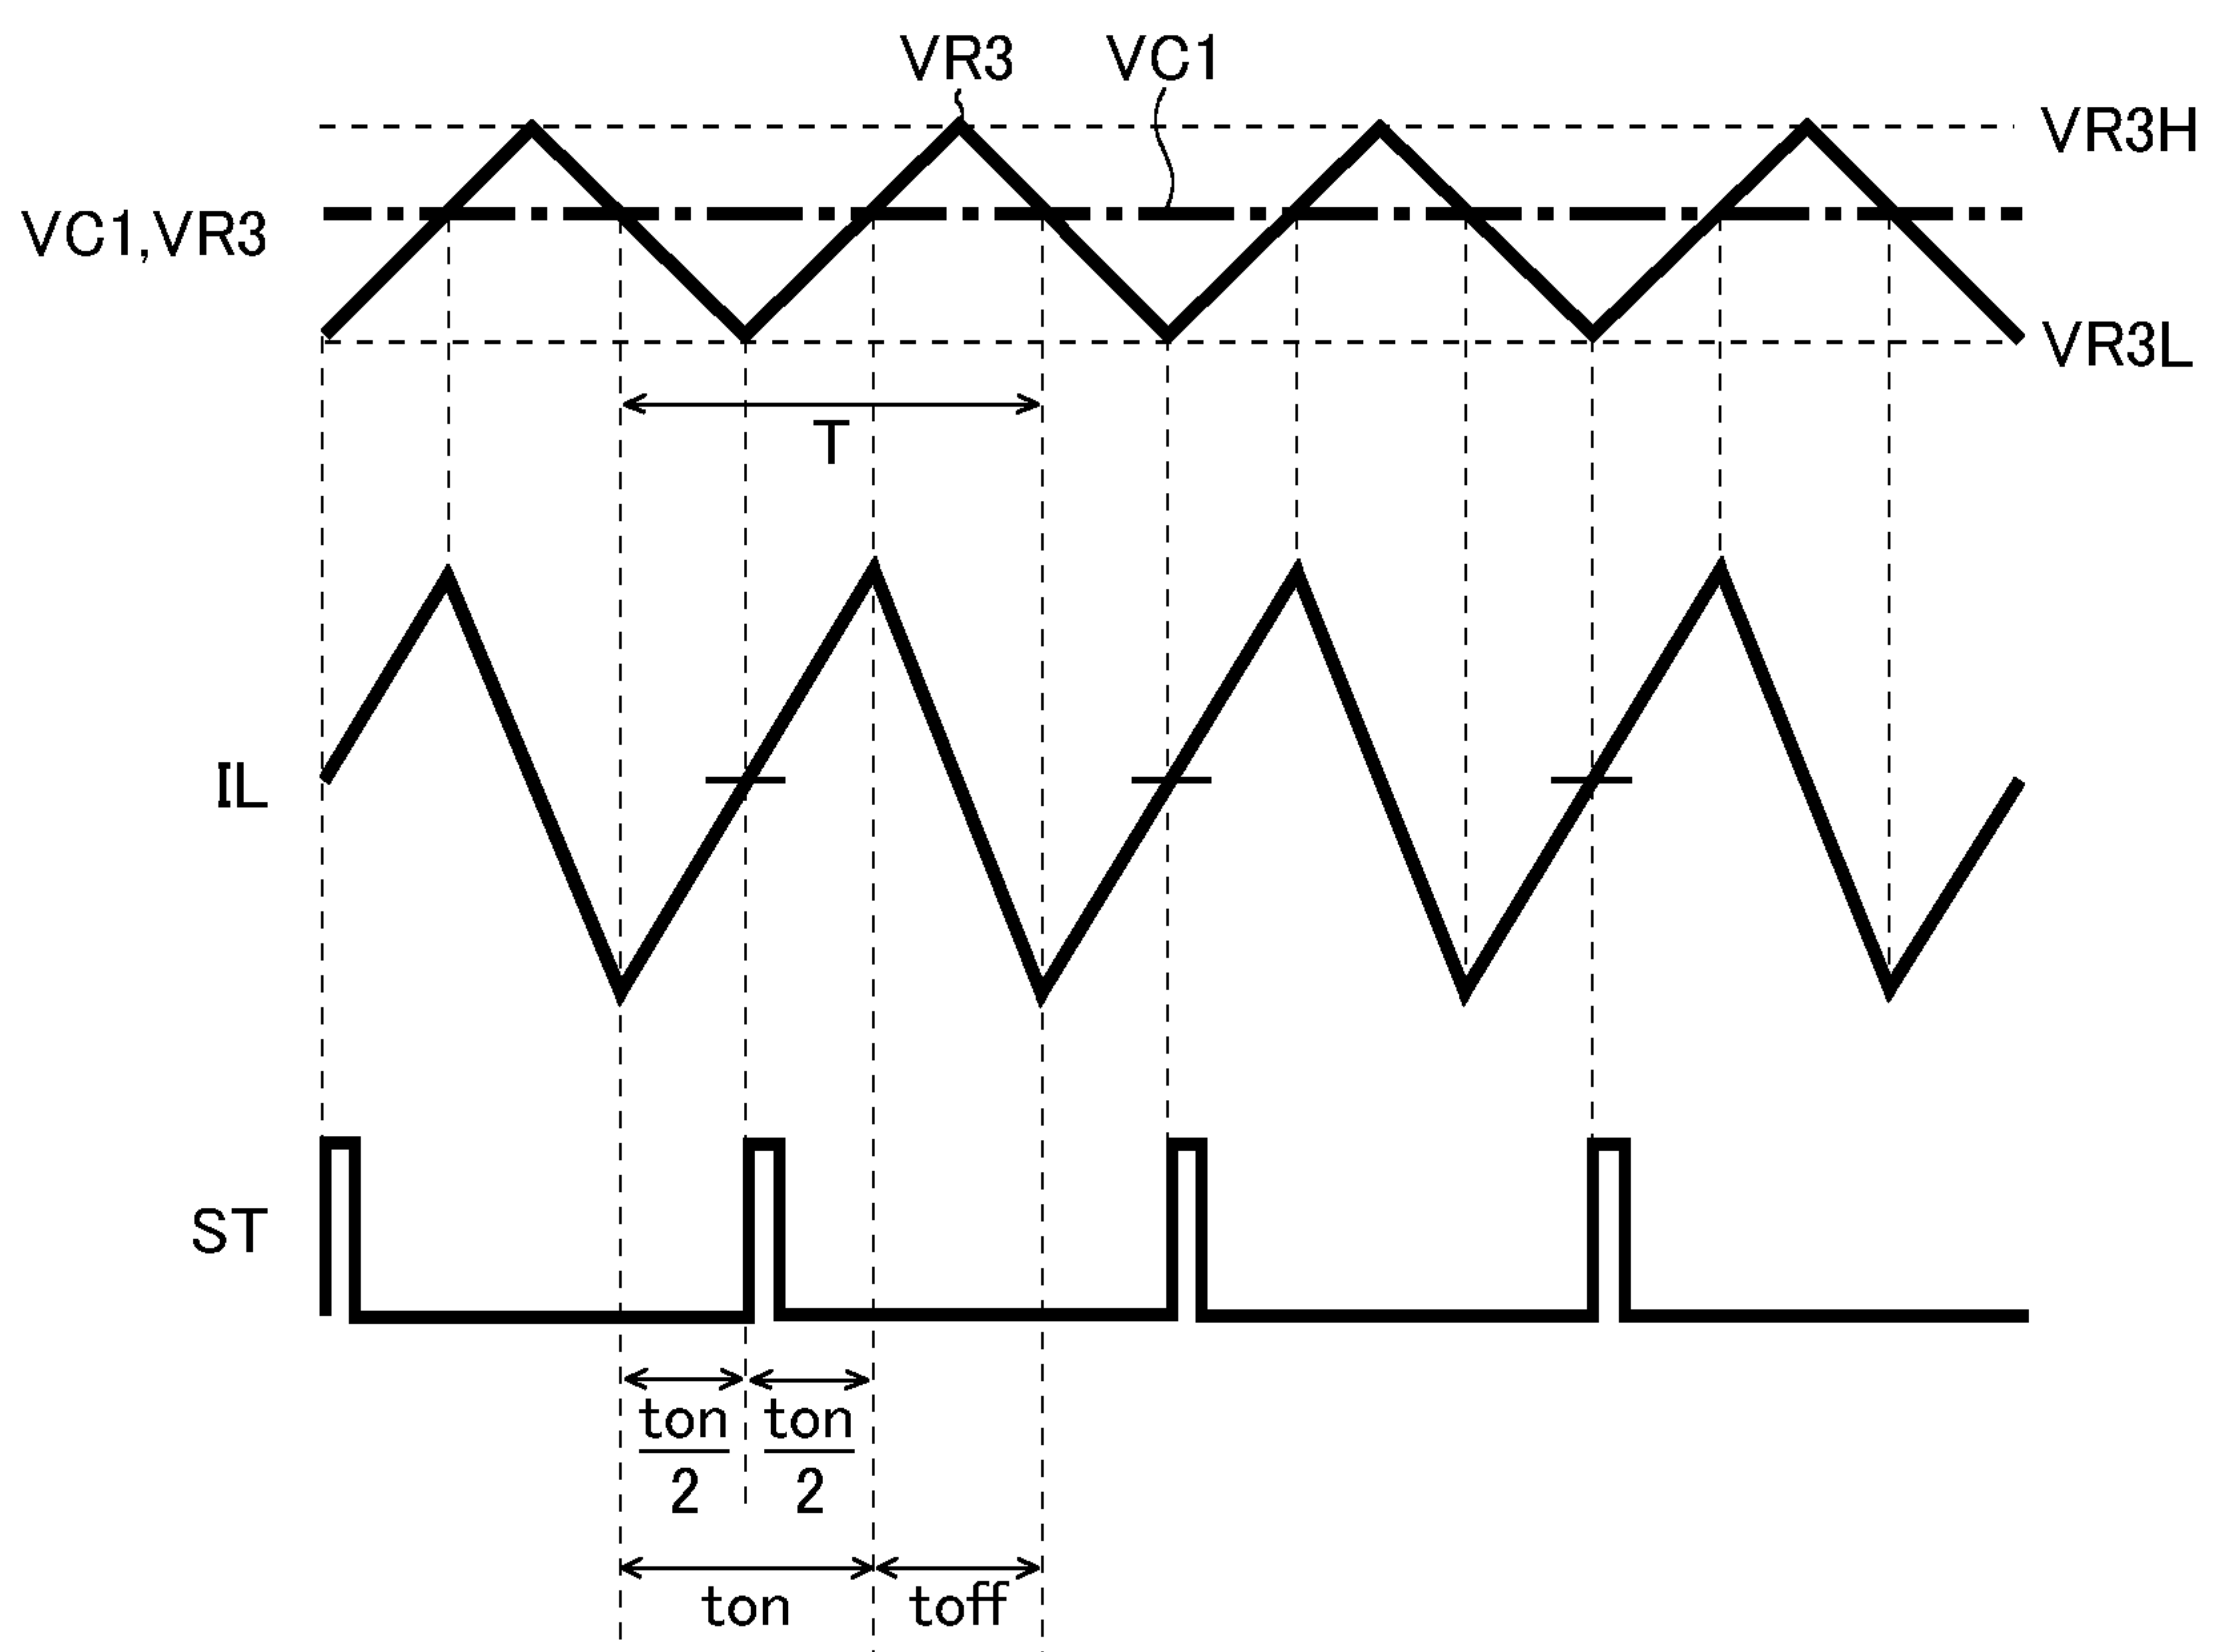 VR3 VC1
VR3H
VC1,VR3
VR3L
T
IL
ST
ton ton
2 2
ton toff